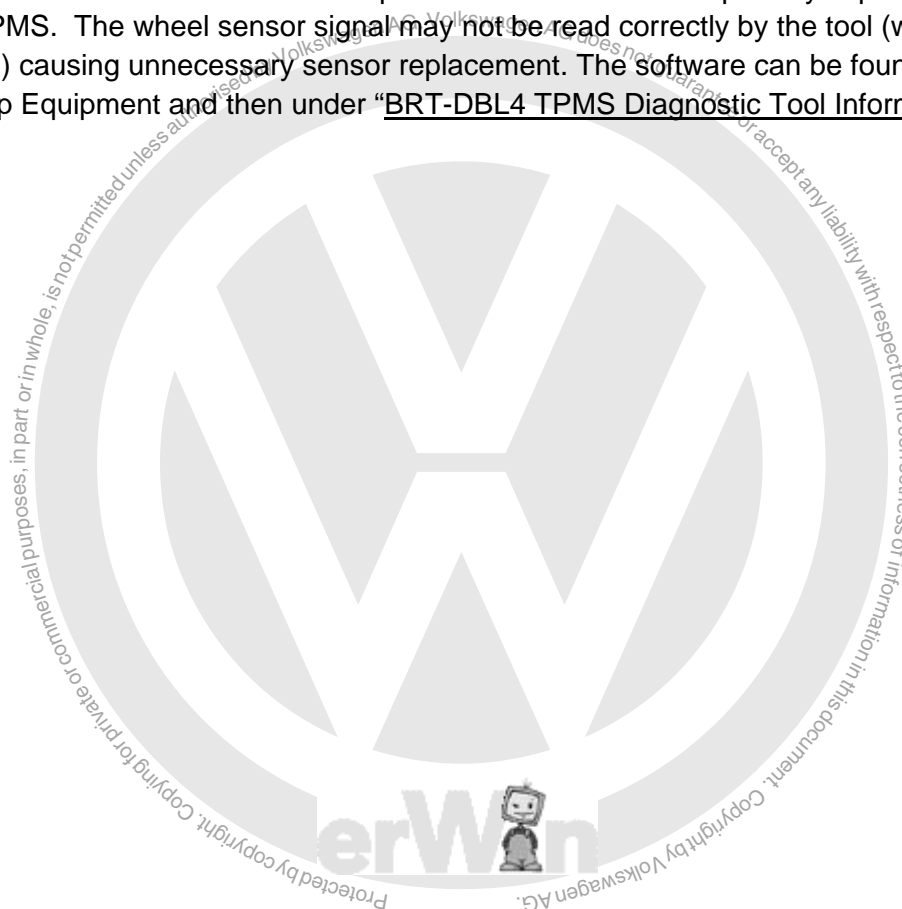 PMS. The wheel sensor signal may not be read correctly by the tool (w
) causing unnecessary sensor replacement. The software can be foun
p Equipment and then under “BRT-DBL4 TPMS Diagnostic Tool Inforr
Protected by copyright. Copying for private or commercial purposes, in part or in whole, is not permitted unless authorised by Volkswagen AG. Volkswagen AG does not guarantee or accept any liability with respect to the correctness of information in this document. Copyright by Volkswagen AG.
erWin